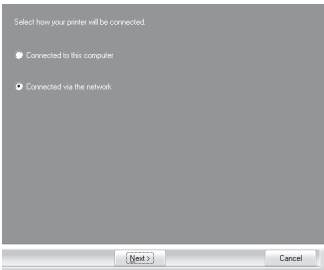 Select how your printer will be connected.
Connected to this computer
Connected via the network
Next >
Cancel